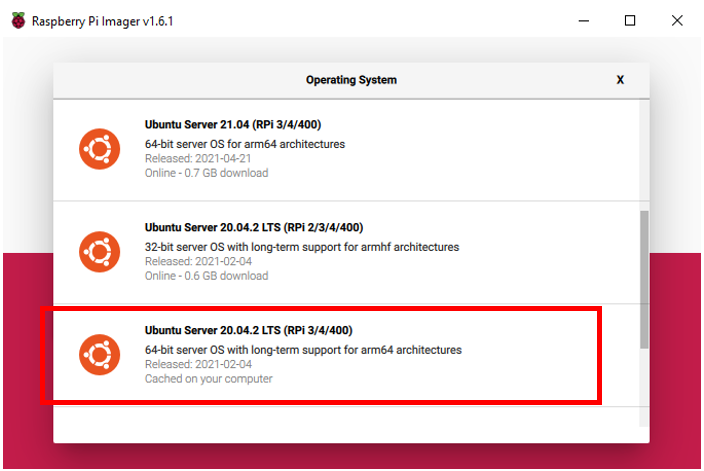 Raspberry Pi Imager v1.6.1
Operating System
X
Ubuntu Server 21.04 (RPi 3/4/400)
64-bit server OS for arm64 architectures
Released: 2021-04-21
Online - 0.7 GB download
Ubuntu Server 20.04.2 LTS (RPi 2/3/4/400)
32-bit server OS with long-term support for armhf architectures
Released: 2021-02-04
Online - 0.6 GB download
Ubuntu Server 20.04.2 LTS (RPi 3/4/400)
64-bit server OS with long-term support for arm64 architectures
Released: 2021-02-04
Cached on your computer